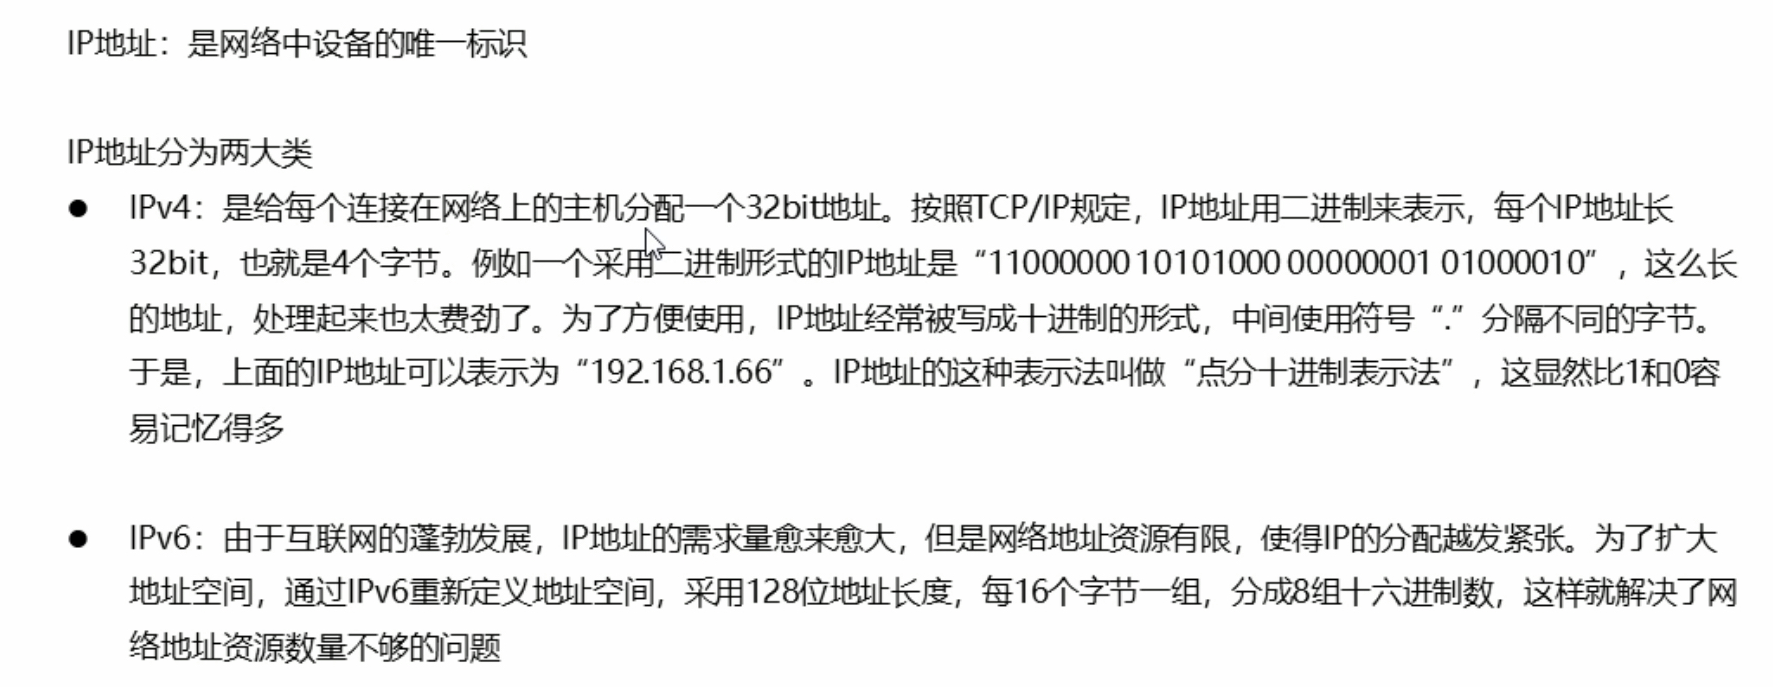 IP地址：是网络中设备的唯一标识
IP地址分为两大类
● IPv4：是给每个连接在网络上的主机分配一个32bit地址。按照TCP/IP规定，IP地址用二进制来表示，每个IP地址长
32bit，也就是4个字节。例如一个采用二进制形式的IP地址是“11000000 10101000 00000001 01000010”，这么长
的地址，处理起来也太费劲了。为了方便使用，IP地址经常被写成十进制的形式，中间使用符号“.”分隔不同的字节。
于是，上面的IP地址可以表示为“192.168.1.66”。IP地址的这种表示法叫做“点分十进制表示法”，这显然比1和0容
易记忆得多
● IPv6：由于互联网的蓬勃发展，IP地址的需求量愈来愈大，但是网络地址资源有限，使得IP的分配越发紧张。为了扩大
地址空间，通过IPv6重新定义地址空间，采用128位地址长度，每16个字节一组，分成8组十六进制数，这样就解决了网
络地址资源数量不够的问题